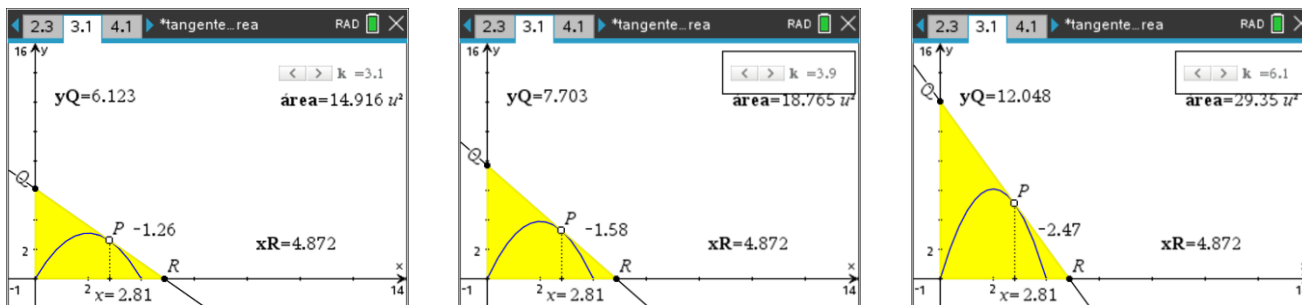 2.3 3.1 4.1 *tangente…rea RAD
16 y
k =3.1
yQ=6.123
área=14.916 u²
Q
P
-1.26
xR=4.872
2
R
x
-1
2
14
x=2.81
2.3 3.1 4.1 *tangente…rea RAD
16 y
k =3.9
yQ=7.703
área=18.765 u²
Q
P
-1.58
xR=4.872
2
R
x
-1
2
14
x=2.81
2.3 3.1 4.1 *tangente…rea RAD
16 y
k =6.1
Q
yQ=12.048
área=29.35 u²
P
-2.47
xR=4.872
2
R
-1
2
x=2.81